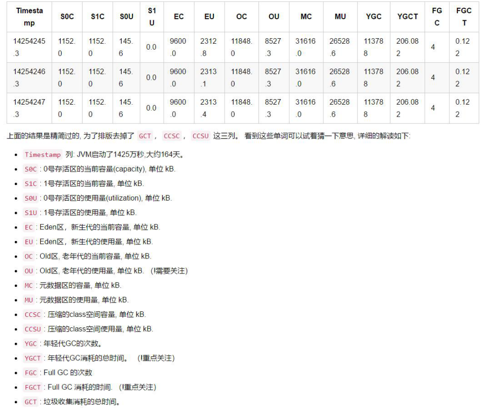 Timestamp S0C S1C S0U S1U EC EU OC OU MC MU YGC YGCT FGC FGCT
14254245.3 1152.0 1152.0 145.6 0.0 9600.0 2312.8 11848.0 8527.3 31616.0 26528.6 113788 206.082 4 0.122
14254246.3 1152.0 1152.0 145.6 0.0 9600.0 2313.1 11848.0 8527.3 31616.0 26528.6 113788 206.082 4 0.122
14254247.3 1152.0 1152.0 145.6 0.0 9600.0 2313.4 11848.0 8527.3 31616.0 26528.6 113788 206.082 4 0.122
上面的结果是精简过的, 为了排版去掉了 GCT , CCSC , CCSU 这三列. 看到这些单词可以试着猜一下意思, 详细的解读如下:
Timestamp 列: JVM启动了1425万秒,大约164天。
S0C : 0号存活区的当前容量(capacity), 单位 kB.
S1C : 1号存活区的当前容量, 单位 kB.
S0U : 0号存活区的使用量(utilization), 单位 kB.
S1U : 1号存活区的使用量, 单位 kB.
EC : Eden区，新生代的当前容量, 单位 kB.
EU : Eden区，新生代的使用量, 单位 kB.
OC : Old区, 老年代的当前容量, 单位 kB.
OU : Old区, 老年代的使用量, 单位 kB. （!需要关注）
MC : 元数据区的容量, 单位 kB.
MU : 元数据区的使用量, 单位 kB.
CCSC : 压缩的class空间容量, 单位 kB.
CCSU : 压缩的class空间使用量, 单位 kB.
YGC : 年轻代GC的次数。
YGCT : 年轻代GC消耗的总时间。 （!重点关注）
FGC : Full GC 的次数
FGCT : Full GC 消耗的时间. （!重点关注）
GCT : 垃圾收集消耗的总时间。